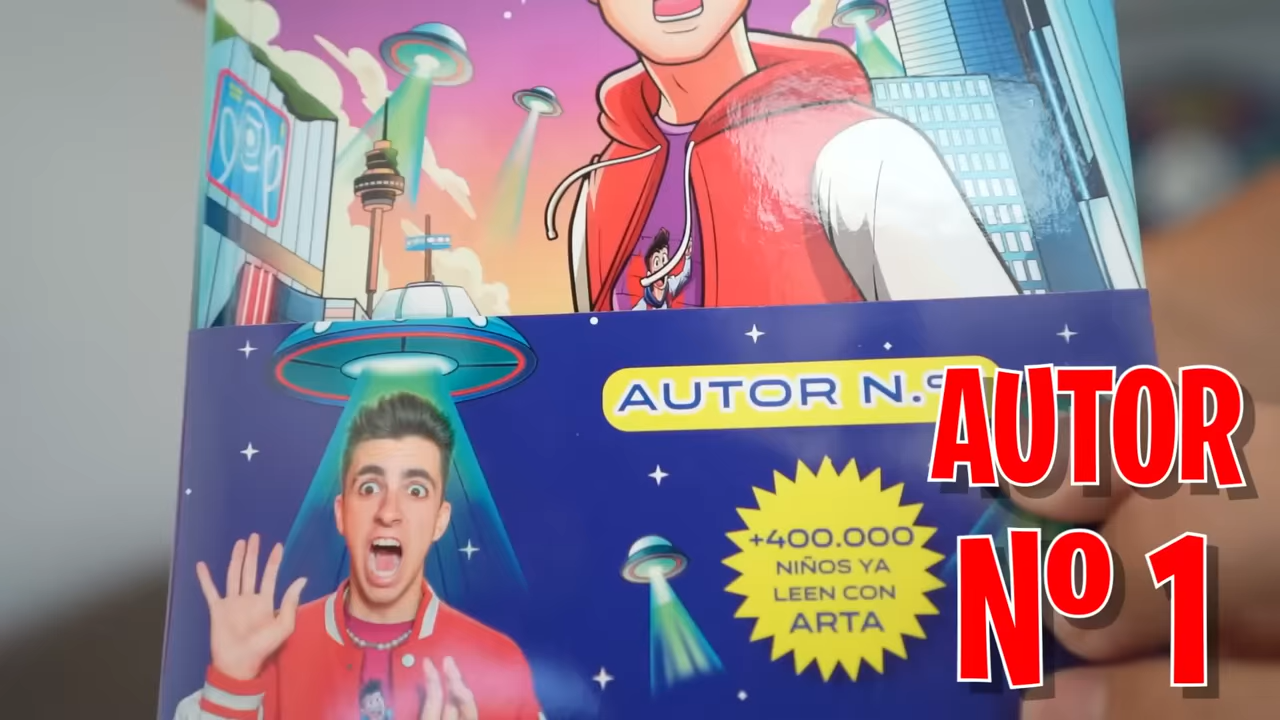 AUTOR N.º
+400.000
NIÑOS YA
LEEN CON
ARTA
AUTOR
Nº 1